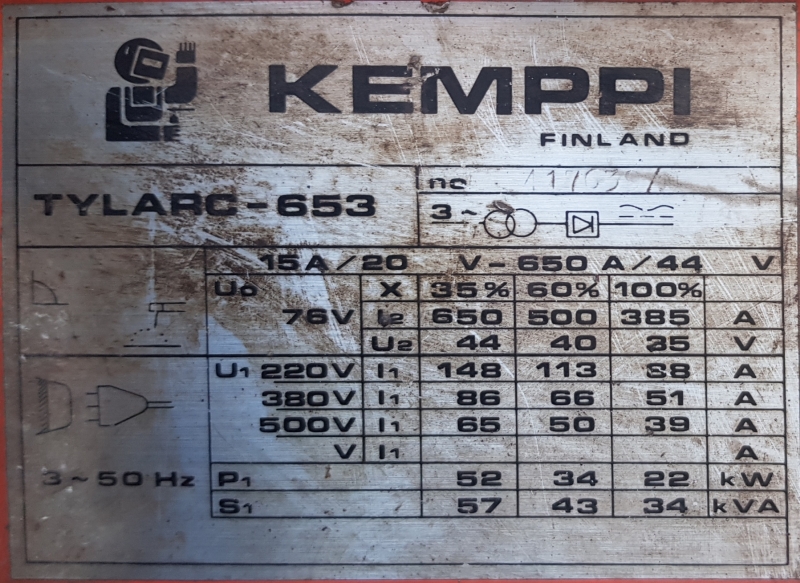 KEMPPI
FINLAND
no
TYLARC-653
3~
15A/20 V-650 A/44 V
U₀ X 35% 60% 100%
76V I₂ 650 500 385 A
U₂ 44 40 35 V
U₁ 220V I₁ 148 113 88 A
380V I₁ 86 66 51 A
500V I₁ 65 50 39 A
V I₁ A
3~50 Hz P₁ 52 34 22 kW
S₁ 57 43 34 kVA